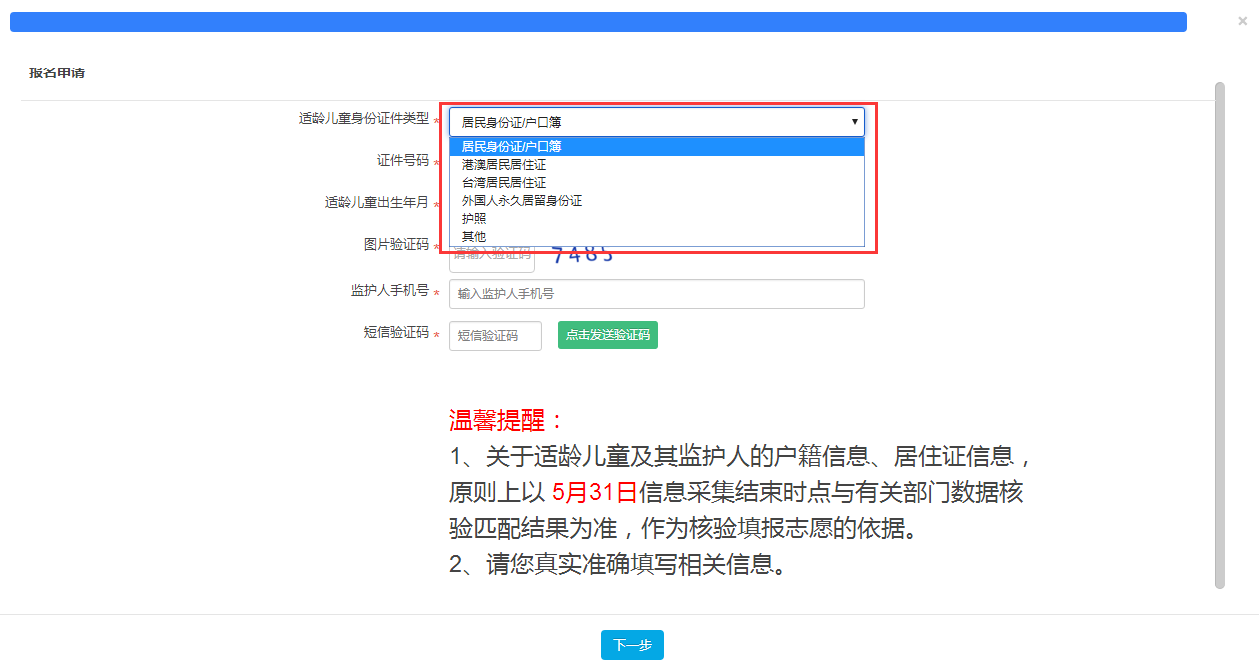 ×
报名申请
适龄儿童身份证件类型 *
居民身份证/户口簿
居民身份证/户口簿
港澳居民居住证
台湾居民居住证
外国人永久居留身份证
护照
其他
证件号码 *
适龄儿童出生年月 *
图片验证码 *
请输入验证码 7485
监护人手机号 * 输入监护人手机号
短信验证码 * 短信验证码 点击发送验证码
温馨提醒：
1、关于适龄儿童及其监护人的户籍信息、居住证信息，
原则上以 5月31日信息采集结束时点与有关部门数据核
验匹配结果为准，作为核验填报志愿的依据。
2、请您真实准确填写相关信息。
下一步